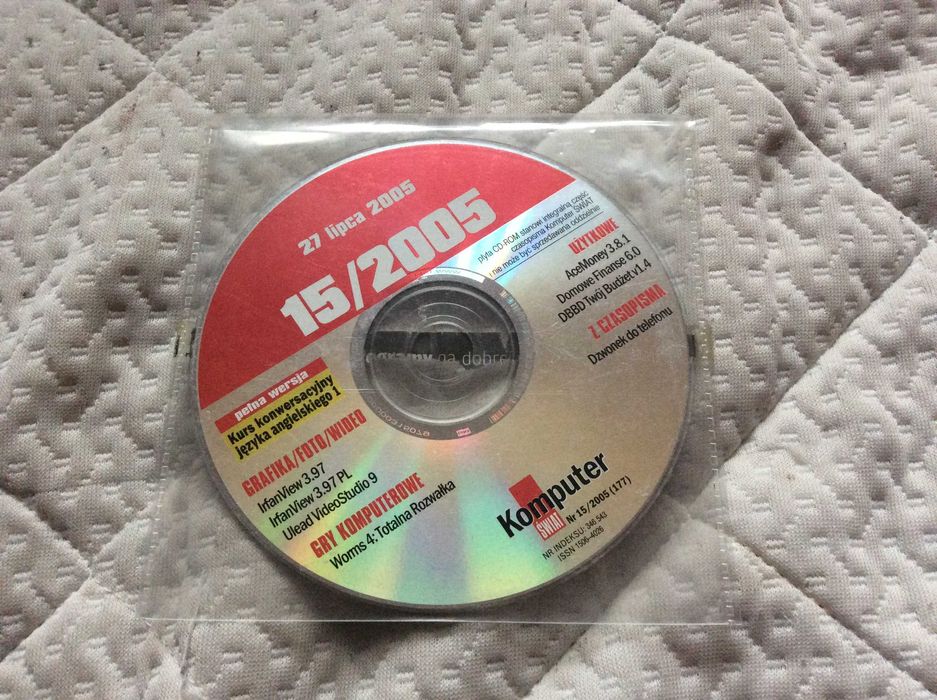 27 lipca 2005
15/2005
płyta CD-ROM stanowi integralną część
czasopisma Komputer ŚWIAT
i nie może być sprzedawana oddzielnie
UŻYTKOWE
AceMoney 3.8.1
Domowe Finanse 6.0
DBBD Twój Budżet v1.4
Z CZASOPISMA
Dzwonek do telefonu
pełna wersja
Kurs konwersacyjny
języka angielskiego 1
GRAFIKA/FOTO/WIDEO
IrfanView 3.97
IrfanView 3.97 PL
Ulead VideoStudio 9
GRY KOMPUTEROWE
Worms 4: Totalna Rozwałka
na dobre
Komputer
ŚWIAT
Nr 15/2005 (177)
NR INDEKSU: 346 543
ISSN 1506-4026